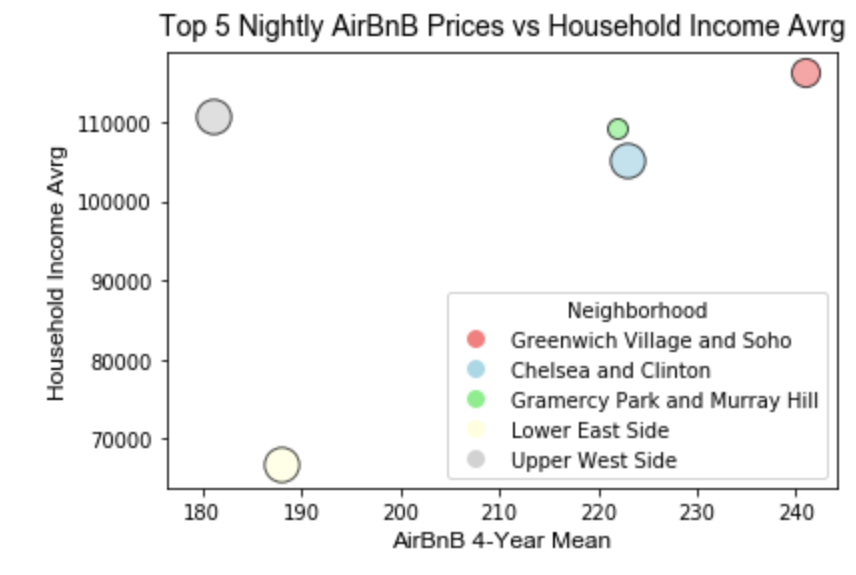 Top 5 Nightly AirBnB Prices vs Household Income Avrg
Household Income Avrg
110000
100000
90000
80000
70000
Neighborhood
Greenwich Village and Soho
Chelsea and Clinton
Gramercy Park and Murray Hill
Lower East Side
Upper West Side
180 190 200 210 220 230 240
AirBnB 4-Year Mean